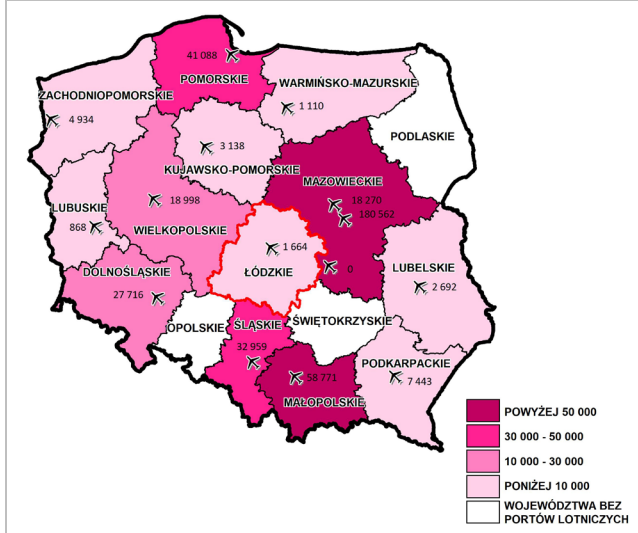 41 088
POMORSKIE
WARMIŃSKO-MAZURSKIE
ZACHODNIOPOMORSKIE
1 110
4 934
PODLASKIE
3 138
KUJAWSKO-POMORSKIE
MAZOWIECKIE
18 998
18 270
LUBUSKIE
180 562
868
WIELKOPOLSKIE
1 664
DOLNOŚLĄSKIE
ŁÓDZKIE
0
LUBELSKIE
2 692
27 716
OPOLSKIE
ŚLĄSKIE
ŚWIĘTOKRZYSKIE
32 959
PODKARPACKIE
58 771
7 443
MAŁOPOLSKIE
POWYŻEJ 50 000
30 000 - 50 000
10 000 - 30 000
PONIŻEJ 10 000
WOJEWÓDZTWA BEZ
PORTÓW LOTNICZYCH